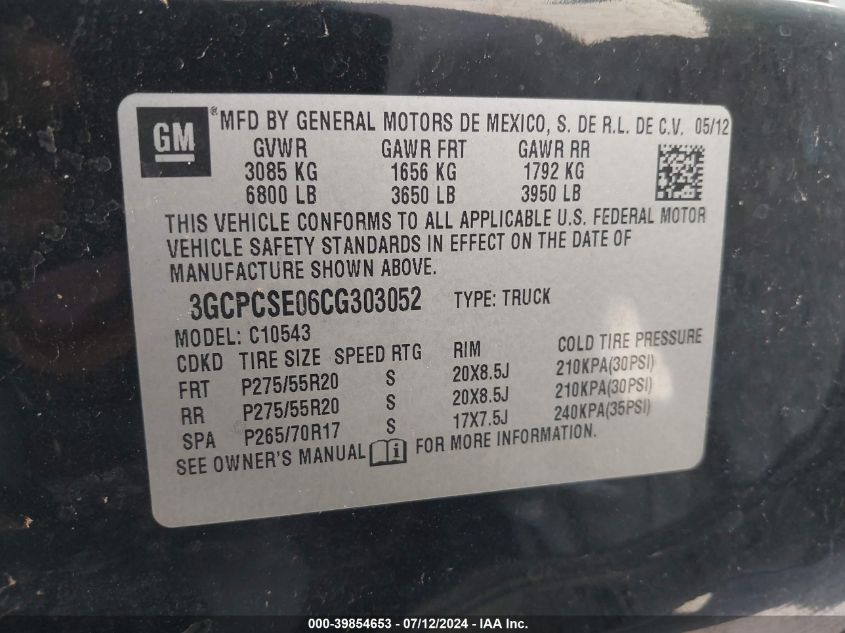 GM ® MFD BY GENERAL MOTORS DE MEXICO, S. DE R.L. DE C.V. 05/12
GVWR GAWR FRT GAWR RR
3085 KG 1656 KG 1792 KG
6800 LB 3650 LB 3950 LB
THIS VEHICLE CONFORMS TO ALL APPLICABLE U.S. FEDERAL MOTOR
VEHICLE SAFETY STANDARDS IN EFFECT ON THE DATE OF
MANUFACTURE SHOWN ABOVE.
3GCPCSE06CG303052 TYPE: TRUCK
MODEL: C10543
CDKD TIRE SIZE SPEED RTG RIM COLD TIRE PRESSURE
FRT P275/55R20 S 20X8.5J 210KPA(30PSI)
RR P275/55R20 S 20X8.5J 210KPA(30PSI)
SPA P265/70R17 S 17X7.5J 240KPA(35PSI)
SEE OWNER'S MANUAL i FOR MORE INFORMATION.
000-39854653 / 07/12/2024 - IAA Inc.